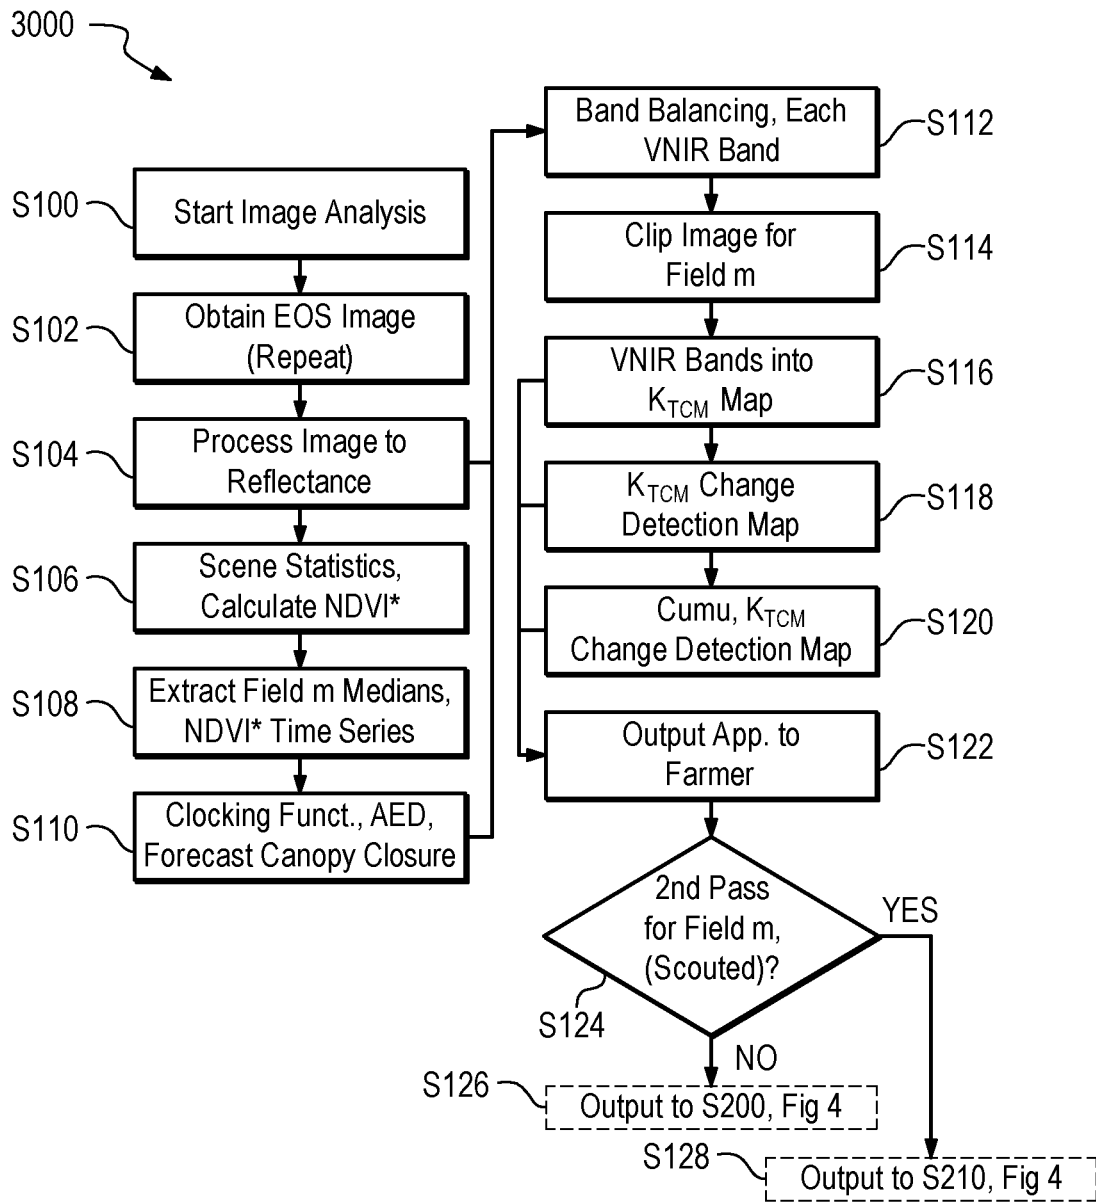 3000
S100
Start Image Analysis
S102
Obtain EOS Image
(Repeat)
S104
Process Image to
Reflectance
S106
Scene Statistics,
Calculate NDVI*
S108
Extract Field m Medians,
NDVI* Time Series
S110
Clocking Funct., AED,
Forecast Canopy Closure
Band Balancing, Each
VNIR Band
S112
Clip Image for
Field m
S114
VNIR Bands into
K_TCM Map
S116
K_TCM Change
Detection Map
S118
Cumu, K_TCM
Change Detection Map
S120
Output App. to
Farmer
S122
2nd Pass
for Field m,
(Scouted)?
S124
YES
NO
S126
Output to S200, Fig 4
S128
Output to S210, Fig 4